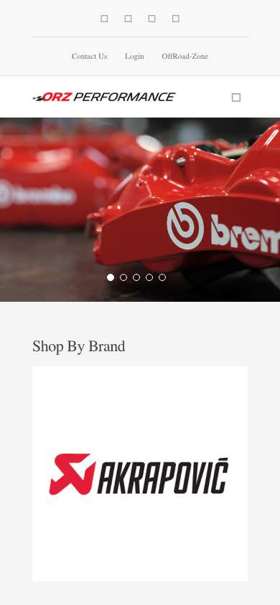 Contact Us Login OffRoad-Zone
ORZ PERFORMANCE
brembo
brem
Shop By Brand
AKRAPOVIČ